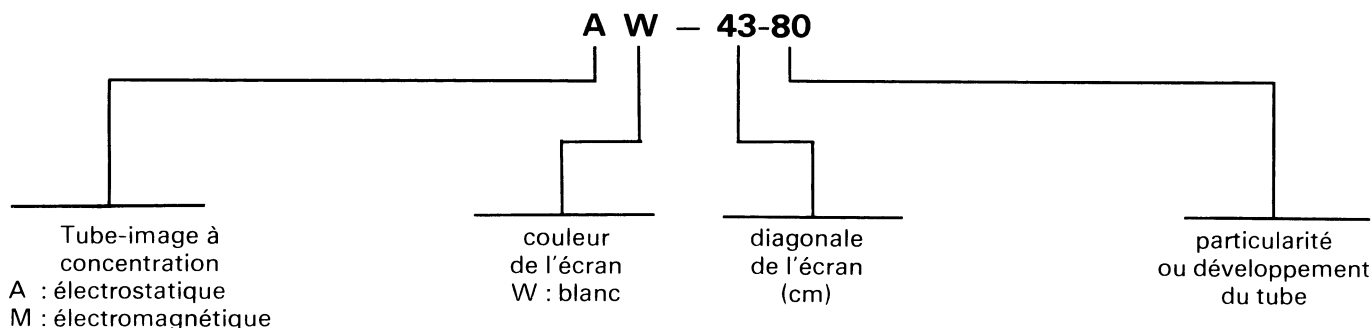 A W – 43-80
Tube-image à
concentration
A : électrostatique
M : électromagnétique
couleur
de l'écran
W : blanc
diagonale
de l'écran
(cm)
particularité
ou développement
du tube